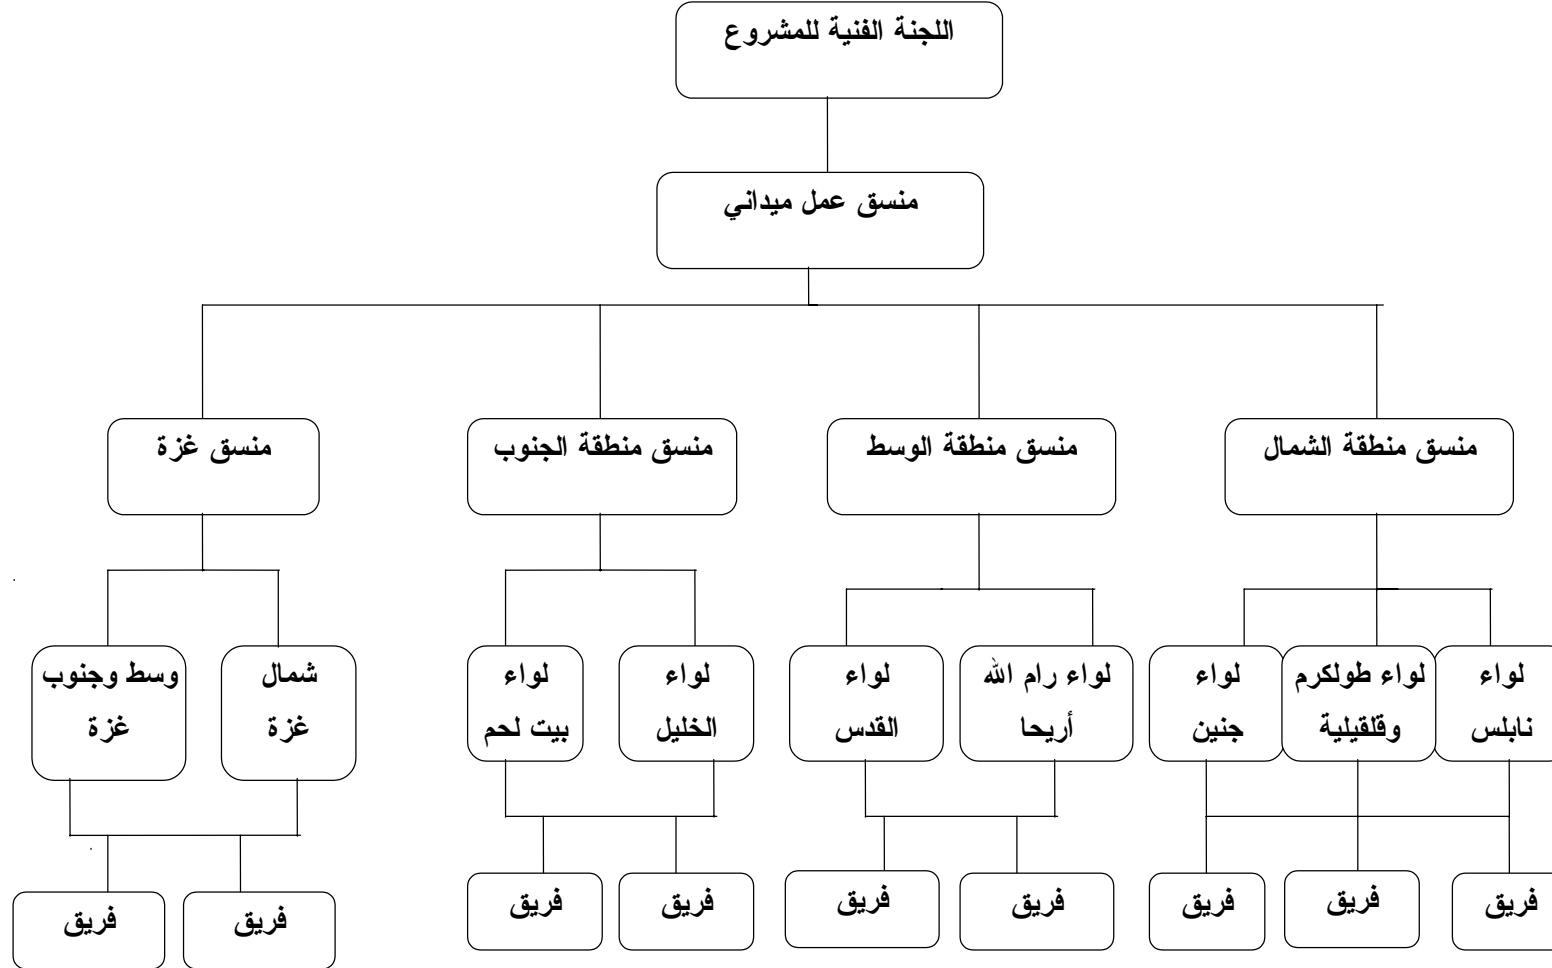 اللجنة الفنية للمشروع
منسق عمل ميداني
منسق منطقة الشمال
منسق منطقة الوسط
منسق منطقة الجنوب
منسق غزة
لواء
نابلس
لواء طولكرم
وقلقيلية
لواء
جنين
لواء رام الله
أريحا
لواء
القدس
لواء
الخليل
لواء
بيت لحم
شمال
غزة
وسط وجنوب
غزة
فريق
فريق
فريق
فريق
فريق
فريق
فريق
فريق
فريق